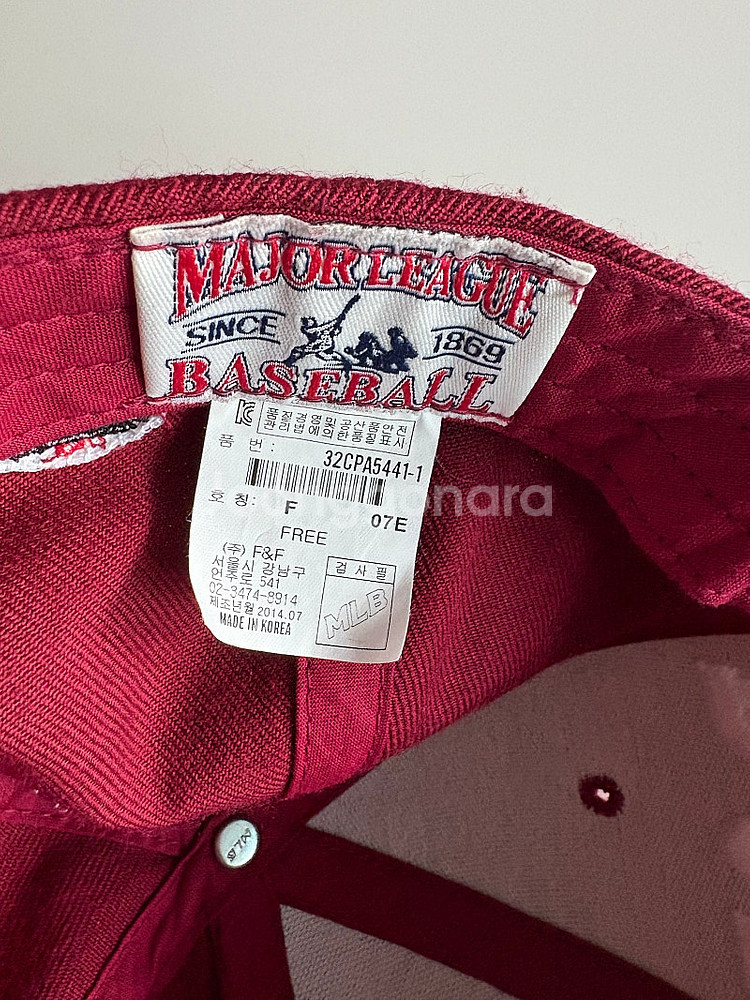 MAJOR LEAGUE
SINCE 1869
BASEBALL
품질경영및공산품안전
관리법에의한품질표시
품 번 : 32CPA5441-1
호 칭 : F 07E
FREE
(주) F&F
서울시 강남구
언주로 541
02-3474-8914
제조년월 2014.07
MADE IN KOREA
검 사 필
MLB